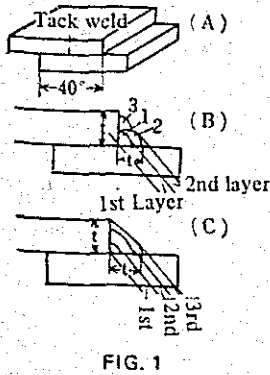 Tack weld
(A)
40°
3
1
2
(B)
t
t
2nd layer
1st Layer
(C)
t
t
1st
2nd
3rd
FIG. 1